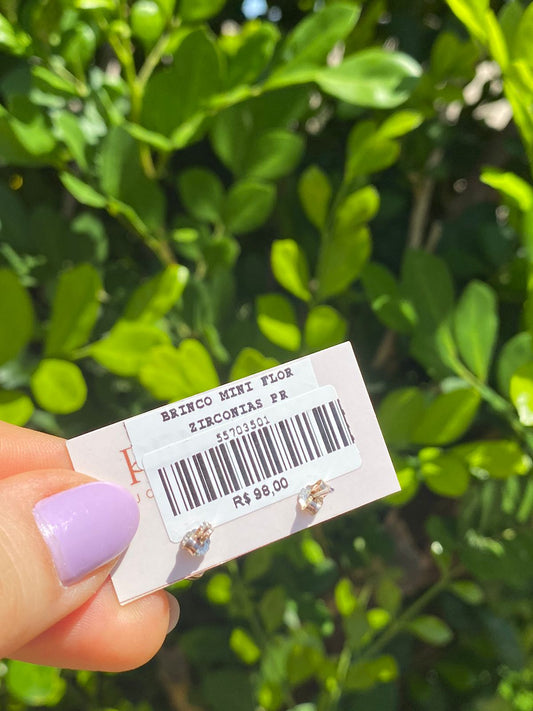 BRINCO MINI FLOR
ZIRCONIAS PR
55703501
R$ 98,00